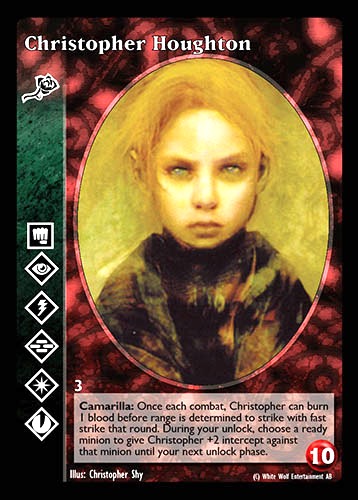 Christopher Houghton
3
Camarilla: Once each combat, Christopher can burn
1 blood before range is determined to strike with fast
strike that round. During your unlock, choose a ready
minion to give Christopher +2 intercept against
that minion until your next unlock phase.
10
Illus: Christopher Shy
(C) White Wolf Entertainment AB